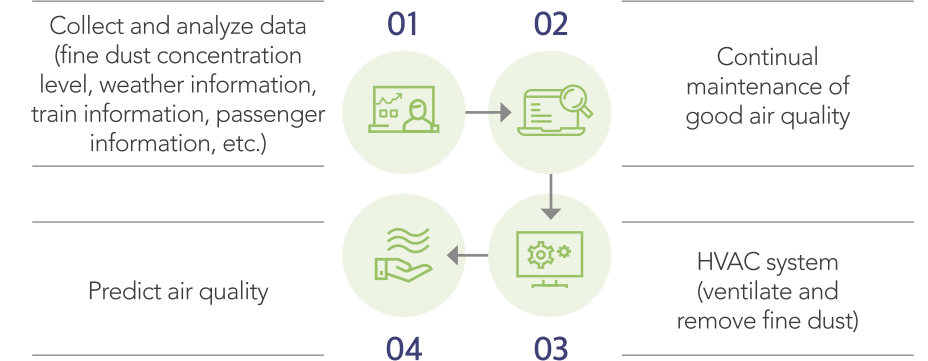 01
Collect and analyze data
(fine dust concentration
level, weather information,
train information, passenger
information, etc.)
02
Continual
maintenance of
good air quality
03
HVAC system
(ventilate and
remove fine dust)
04
Predict air quality